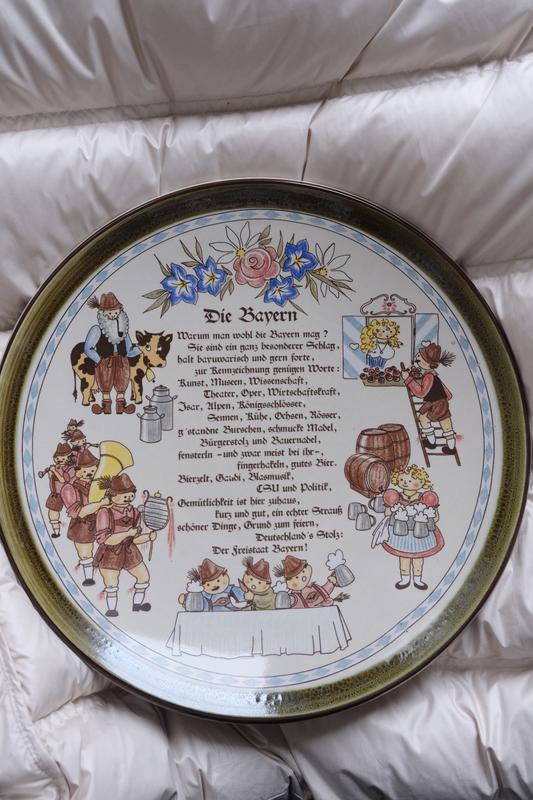 Die Bayern
Warum man wohl die Bayern mag ?
Sie sind ein ganz besonderer Schlag,
halt bayuwarisch und gern forte,
zur Kennzeichnung genügen Worte:
Kunst, Museen, Wissenschaft,
Theater, Oper, Wirtschaftskraft,
Isar, Alpen, Königsschlösser,
Sennen, Kühe, Ochsen, Rösser,
g'standne Burschen, schmucke Madel,
Bürgerstolz und Bauernadel,
fensterln - und zwar meist bei ihr -,
fingerhakeln, gutes Bier.
Bierzelt, Gaudi, Blasmusik,
CSU und Politik,
Gemütlichkeit ist hier zuhaus,
kurz und gut, ein echter Strauß
schöner Dinge, Grund zum feiern,
Deutschland's Stolz:
Der Freistaat Bayern!